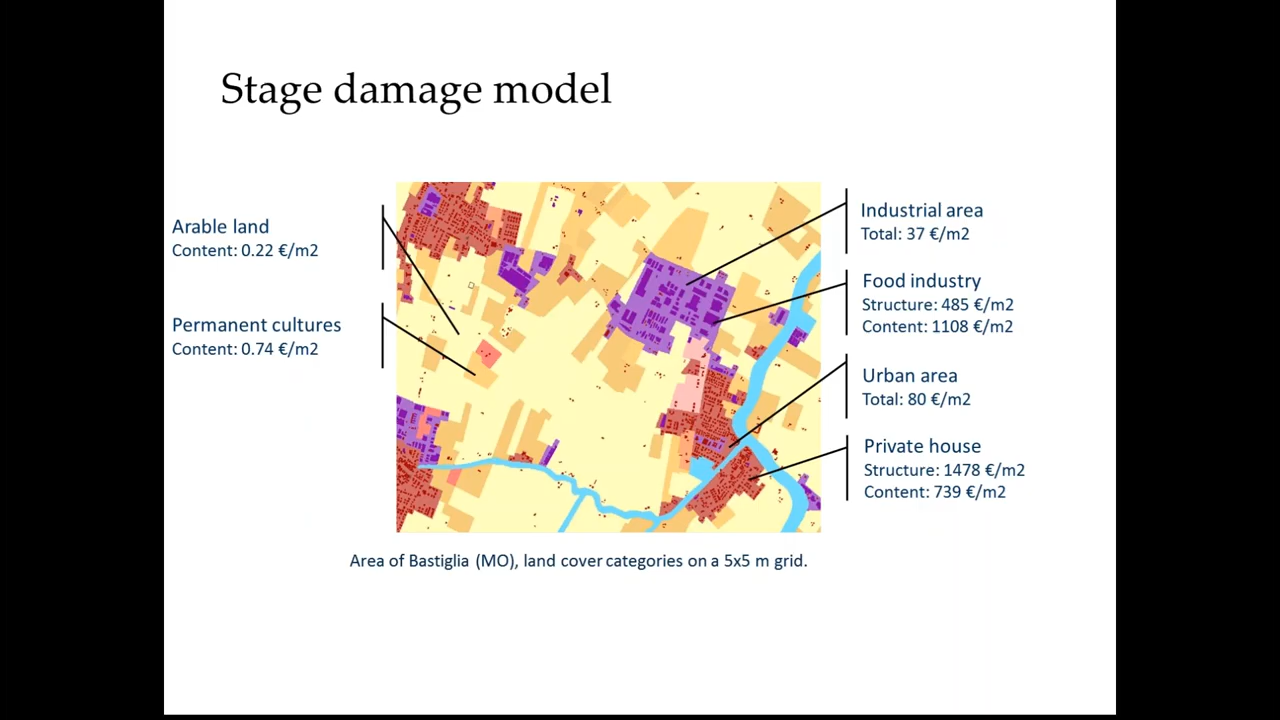 Stage damage model
Arable land
Content: 0.22 €/m2
Permanent cultures
Content: 0.74 €/m2
Industrial area
Total: 37 €/m2
Food industry
Structure: 485 €/m2
Content: 1108 €/m2
Urban area
Total: 80 €/m2
Private house
Structure: 1478 €/m2
Content: 739 €/m2
Area of Bastiglia (MO), land cover categories on a 5x5 m grid.